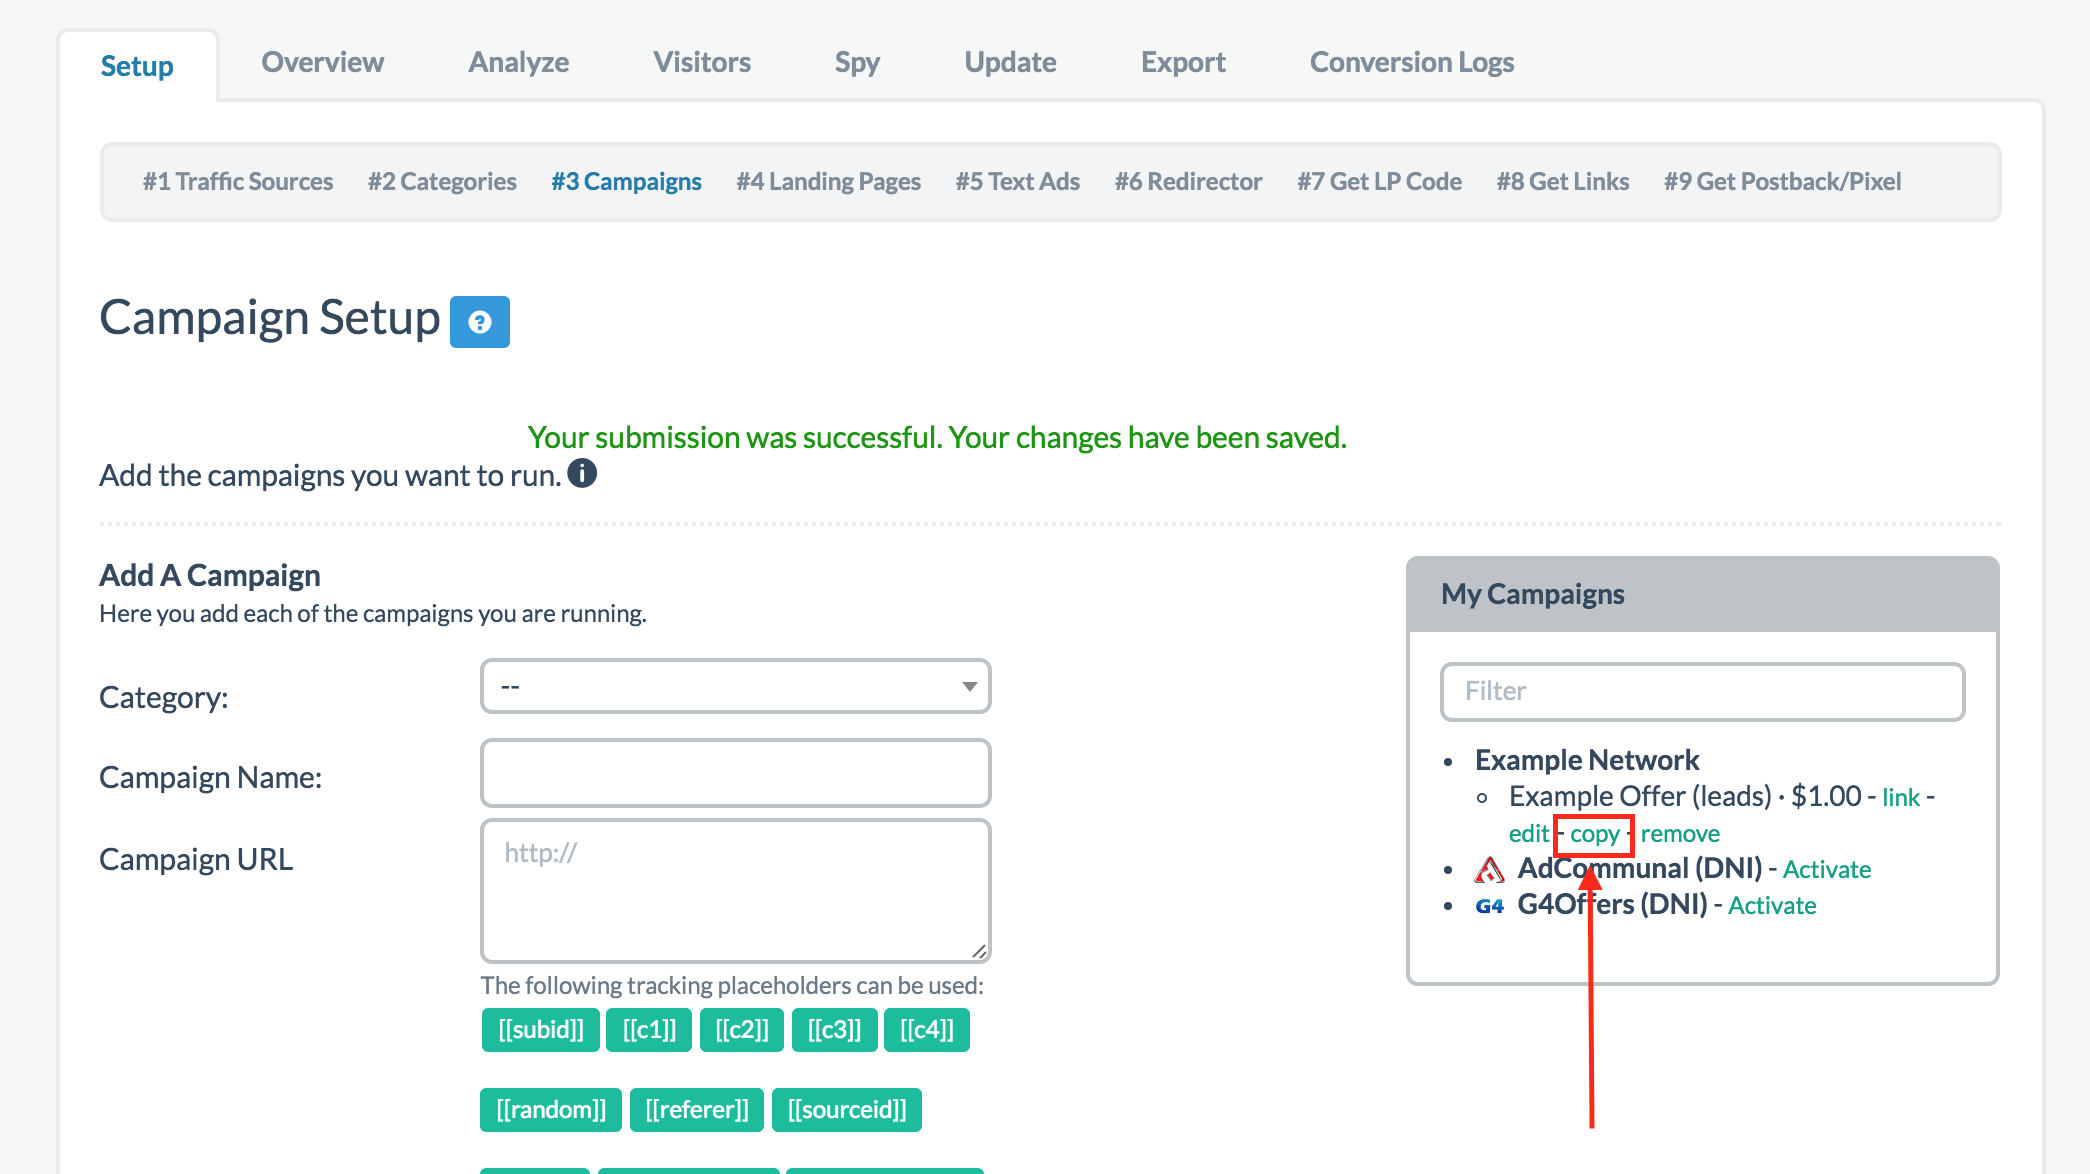 Setup Overview Analyze Visitors Spy Update Export Conversion Logs
#1 Traffic Sources #2 Categories #3 Campaigns #4 Landing Pages #5 Text Ads #6 Redirector #7 Get LP Code #8 Get Links #9 Get Postback/Pixel
Campaign Setup ?
Your submission was successful. Your changes have been saved.
Add the campaigns you want to run. i
Add A Campaign
Here you add each of the campaigns you are running.
Category: --
Campaign Name:
Campaign URL http://
The following tracking placeholders can be used:
[[subid]] [[c1]] [[c2]] [[c3]] [[c4]]
[[random]] [[referer]] [[sourceid]]
My Campaigns
Filter
• Example Network
Example Offer (leads) · $1.00 - link -
edit - copy - remove
• AdCommunal (DNI) - Activate
• G4 G4Offers (DNI) - Activate